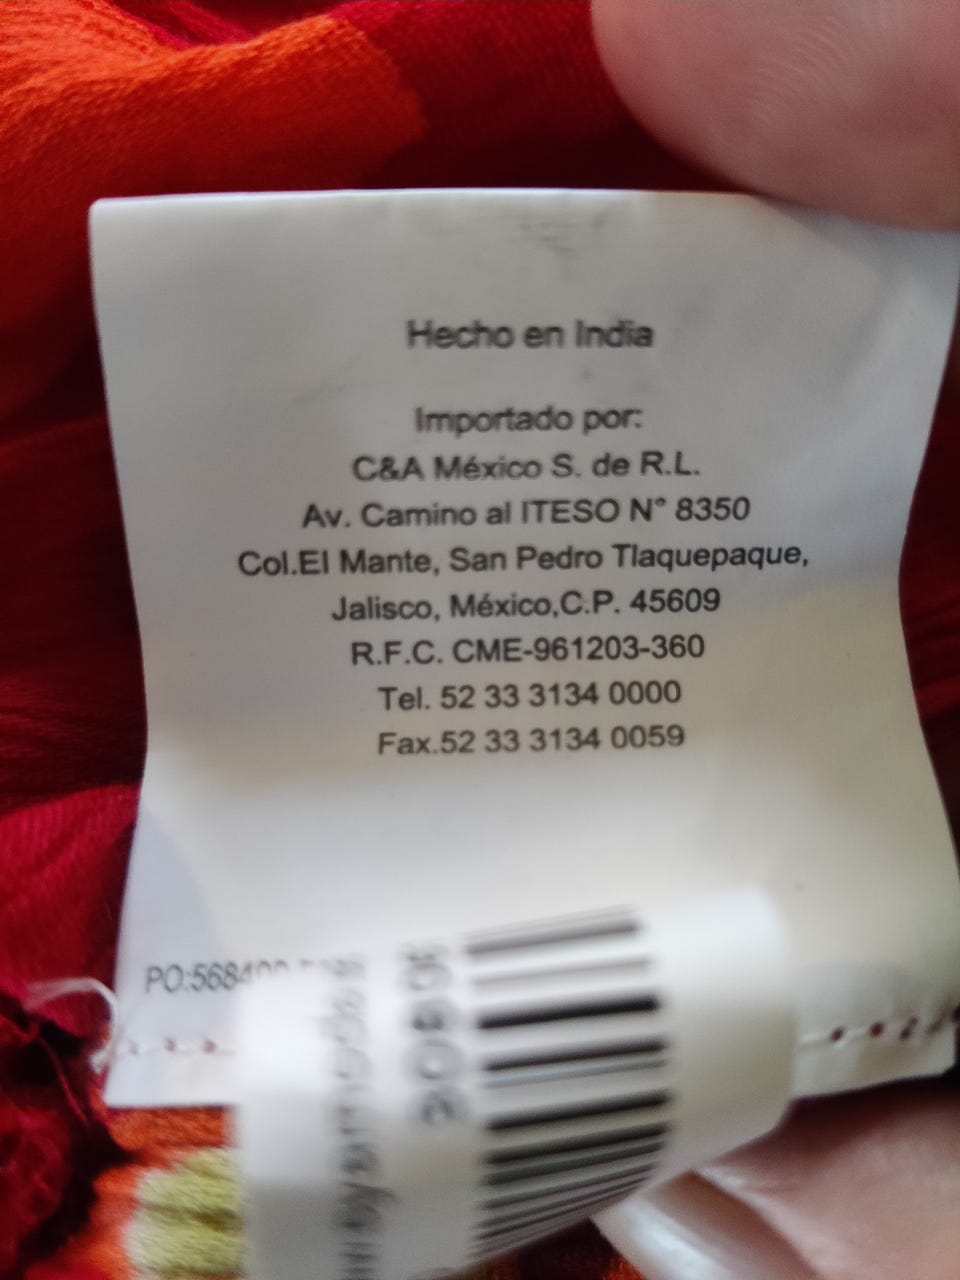 Hecho en India
Importado por:
C&A México S. de R.L.
Av. Camino al ITESO N° 8350
Col.El Mante, San Pedro Tlaquepaque,
Jalisco, México,C.P. 45609
R.F.C. CME-961203-360
Tel. 52 33 3134 0000
Fax.52 33 3134 0059